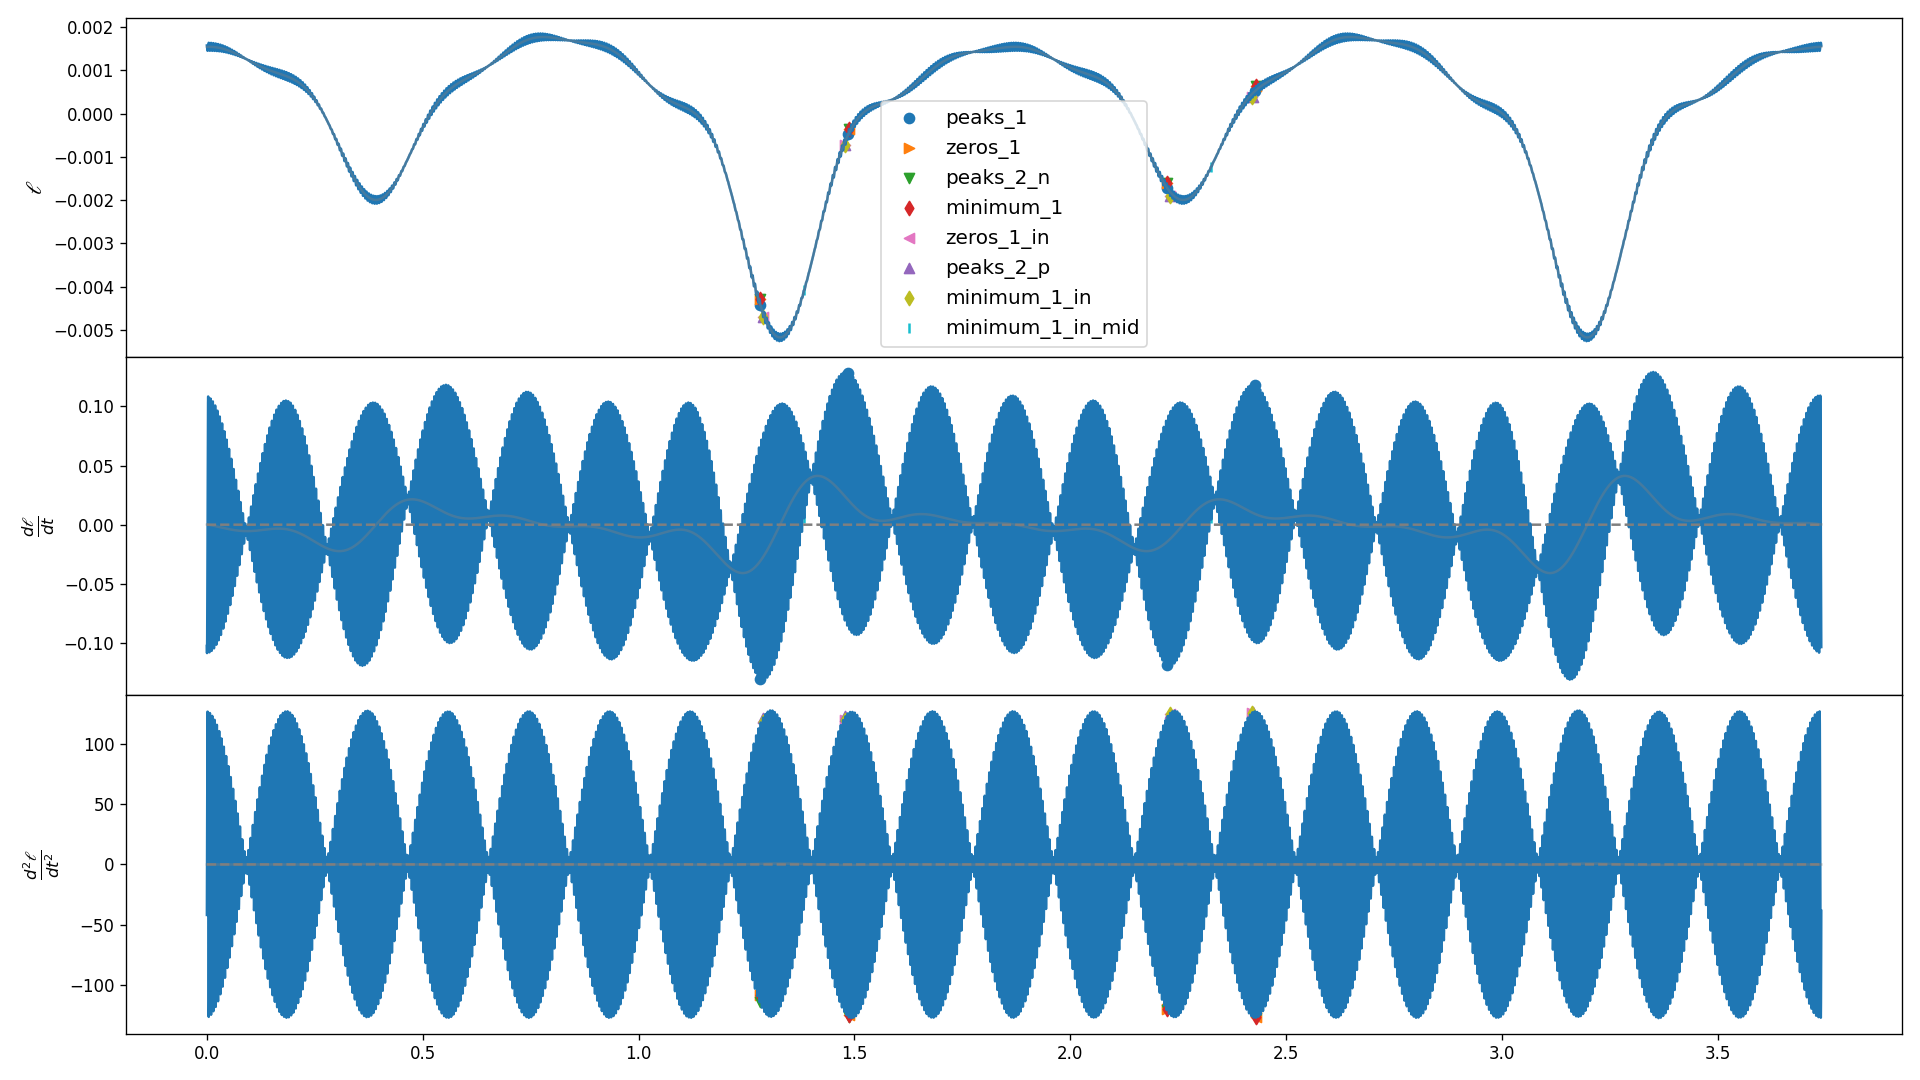 0.002
0.001
0.000
−0.001
−0.002
−0.003
−0.004
−0.005
ℓ
peaks_1
zeros_1
peaks_2_n
minimum_1
zeros_1_in
peaks_2_p
minimum_1_in
minimum_1_in_mid
0.10
0.05
0.00
−0.05
−0.10
dℓ
dt
100
50
0
−50
−100
d²ℓ
dt²
0.0 0.5 1.0 1.5 2.0 2.5 3.0 3.5